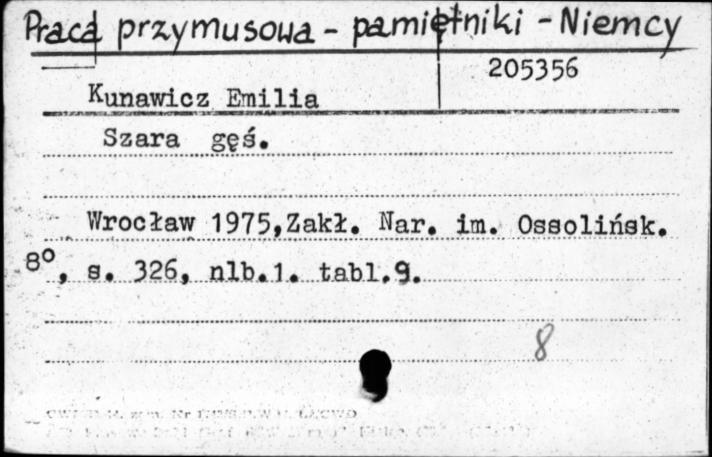 Praca przymusowa - pamiętniki - Niemcy
205356
Kunawicz Emilia
Szara gęś.
Wrocław 1975,Zakł. Nar. im. Ossolińsk.
8°, s. 326, nlb.1. tabl.9.
8